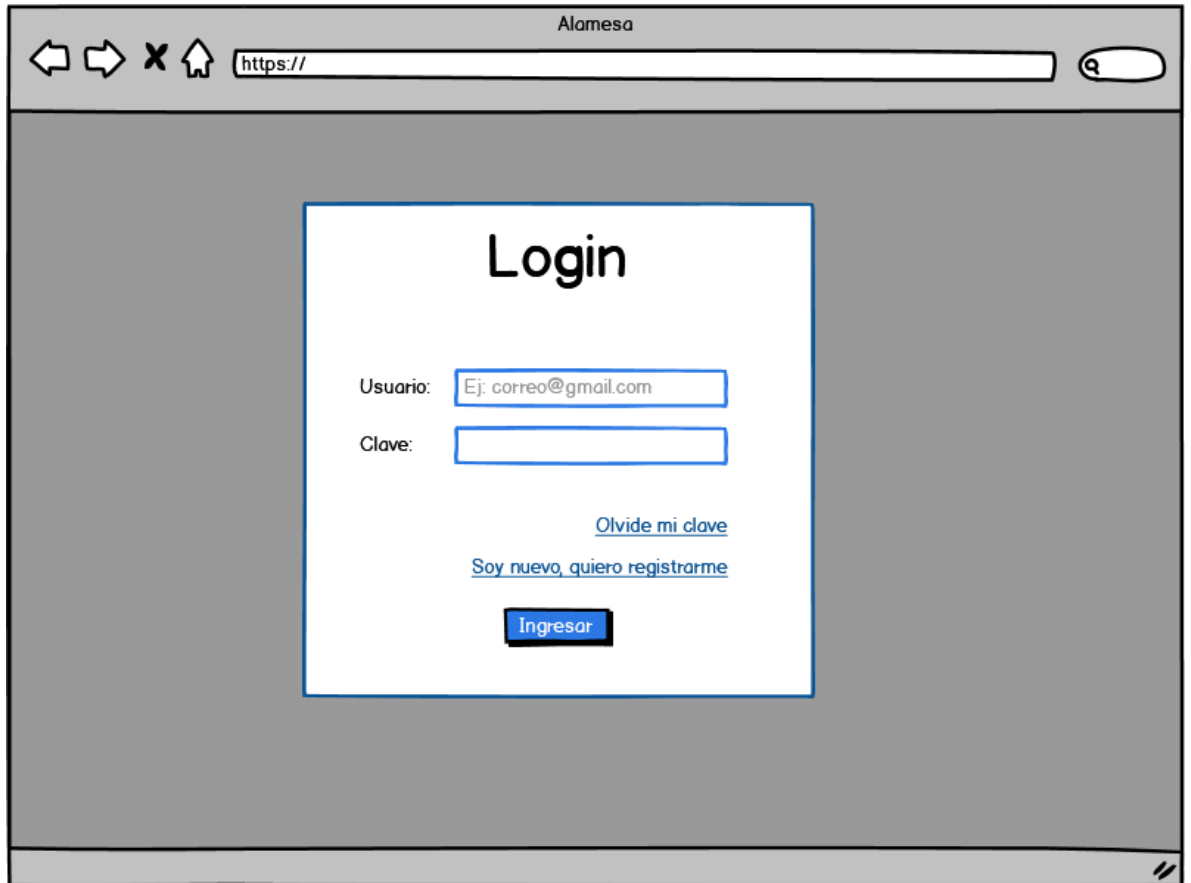 Alamesa
https://
Login
Usuario: Ej: correo@gmail.com
Clave:
Olvide mi clave
Soy nuevo, quiero registrarme
Ingresar